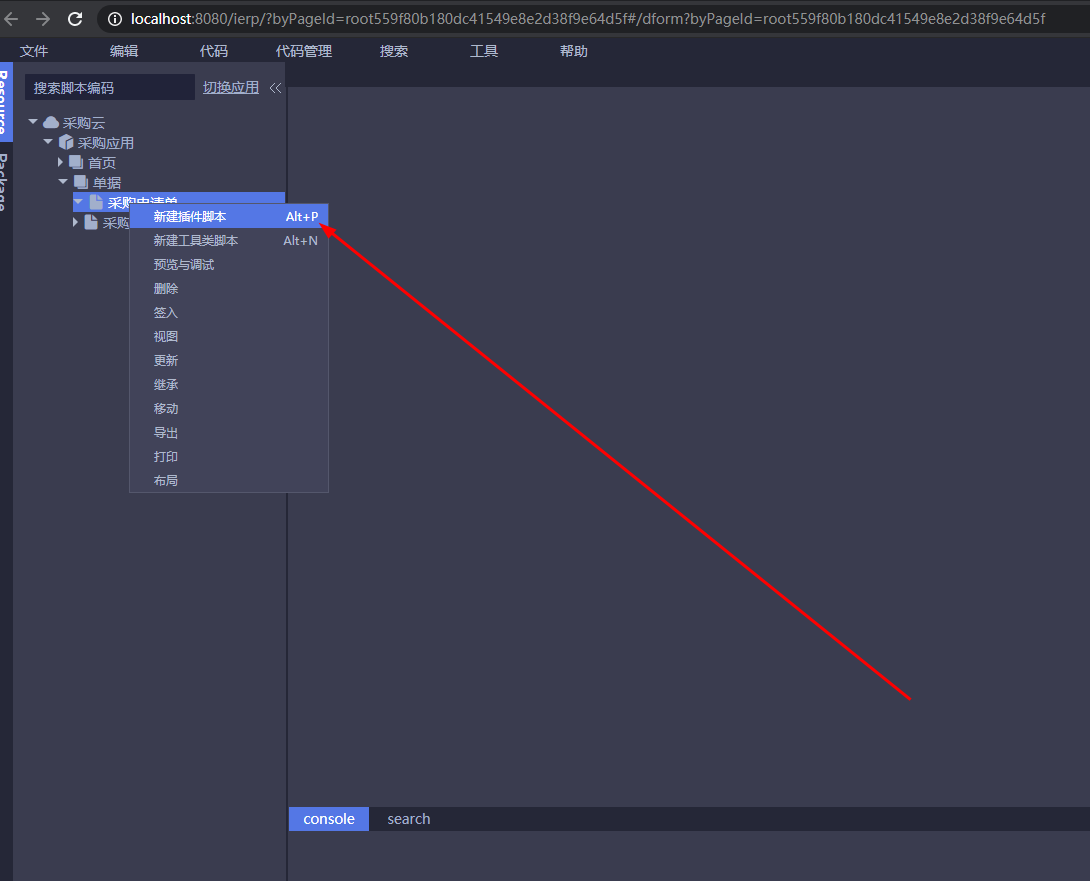 localhost:8080/ierp/?byPageId=root559f80b180dc41549e8e2d38f9e64d5f#/dform?byPageId=root559f80b180dc41549e8e2d38f9e64d5f
文件 编辑 代码 代码管理 搜索 工具 帮助
Resource
Package
搜索脚本编码 切换应用
采购云
采购应用
首页
单据
采购申请单
采购
新建插件脚本 Alt+P
新建工具类脚本 Alt+N
预览与调试
删除
签入
视图
更新
继承
移动
导出
打印
布局
console search